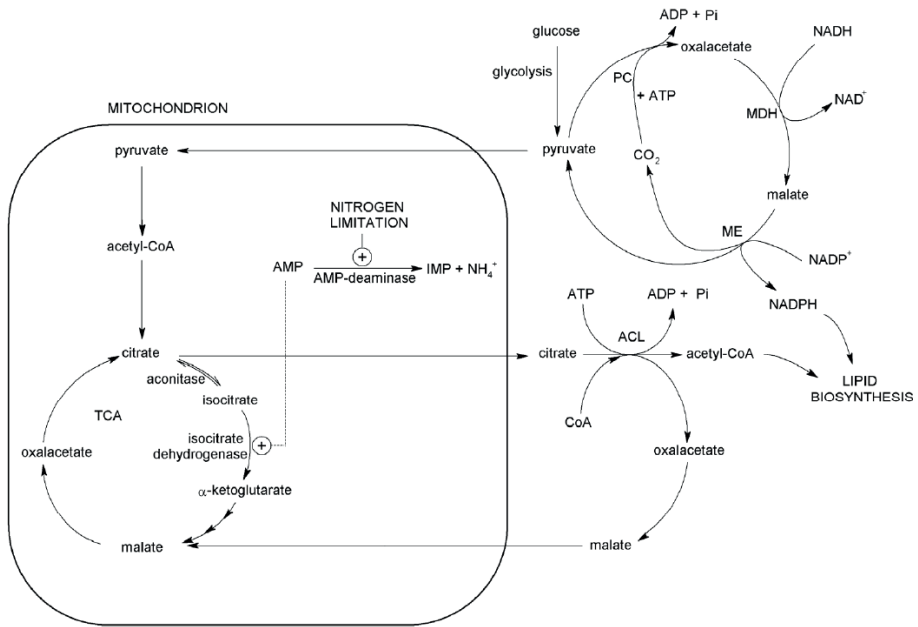 ADP + Pi
glucose
oxalacetate
NADH
glycolysis
PC
+ ATP
MITOCHONDRION
MDH
NAD⁺
pyruvate
pyruvate
CO₂
malate
NITROGEN
LIMITATION
+
ME
acetyl-CoA
AMP
IMP + NH₄⁺
AMP-deaminase
NADP⁺
ATP
ADP + Pi
NADPH
ACL
citrate
citrate
acetyl-CoA
aconitase
LIPID
BIOSYNTHESIS
isocitrate
TCA
CoA
isocitrate
dehydrogenase
+
oxalacetate
oxalacetate
α-ketoglutarate
malate
malate